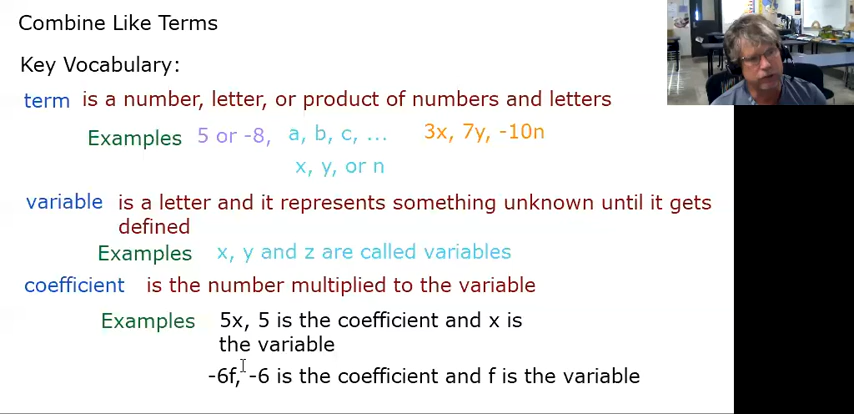 Combine Like Terms
Key Vocabulary:
term is a number, letter, or product of numbers and letters
Examples 5 or -8, a, b, c, ... 3x, 7y, -10n
x, y, or n
variable is a letter and it represents something unknown until it gets
defined
Examples x, y and z are called variables
coefficient is the number multiplied to the variable
Examples 5x, 5 is the coefficient and x is
the variable
-6f, -6 is the coefficient and f is the variable